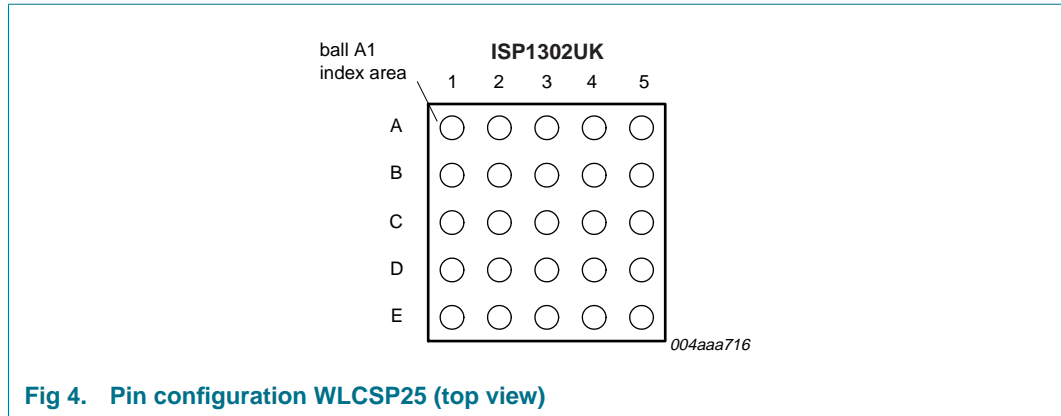 ball A1
index area
ISP1302UK
1 2 3 4 5
A
B
C
D
E
004aaa716
Fig 4. Pin configuration WLCSP25 (top view)